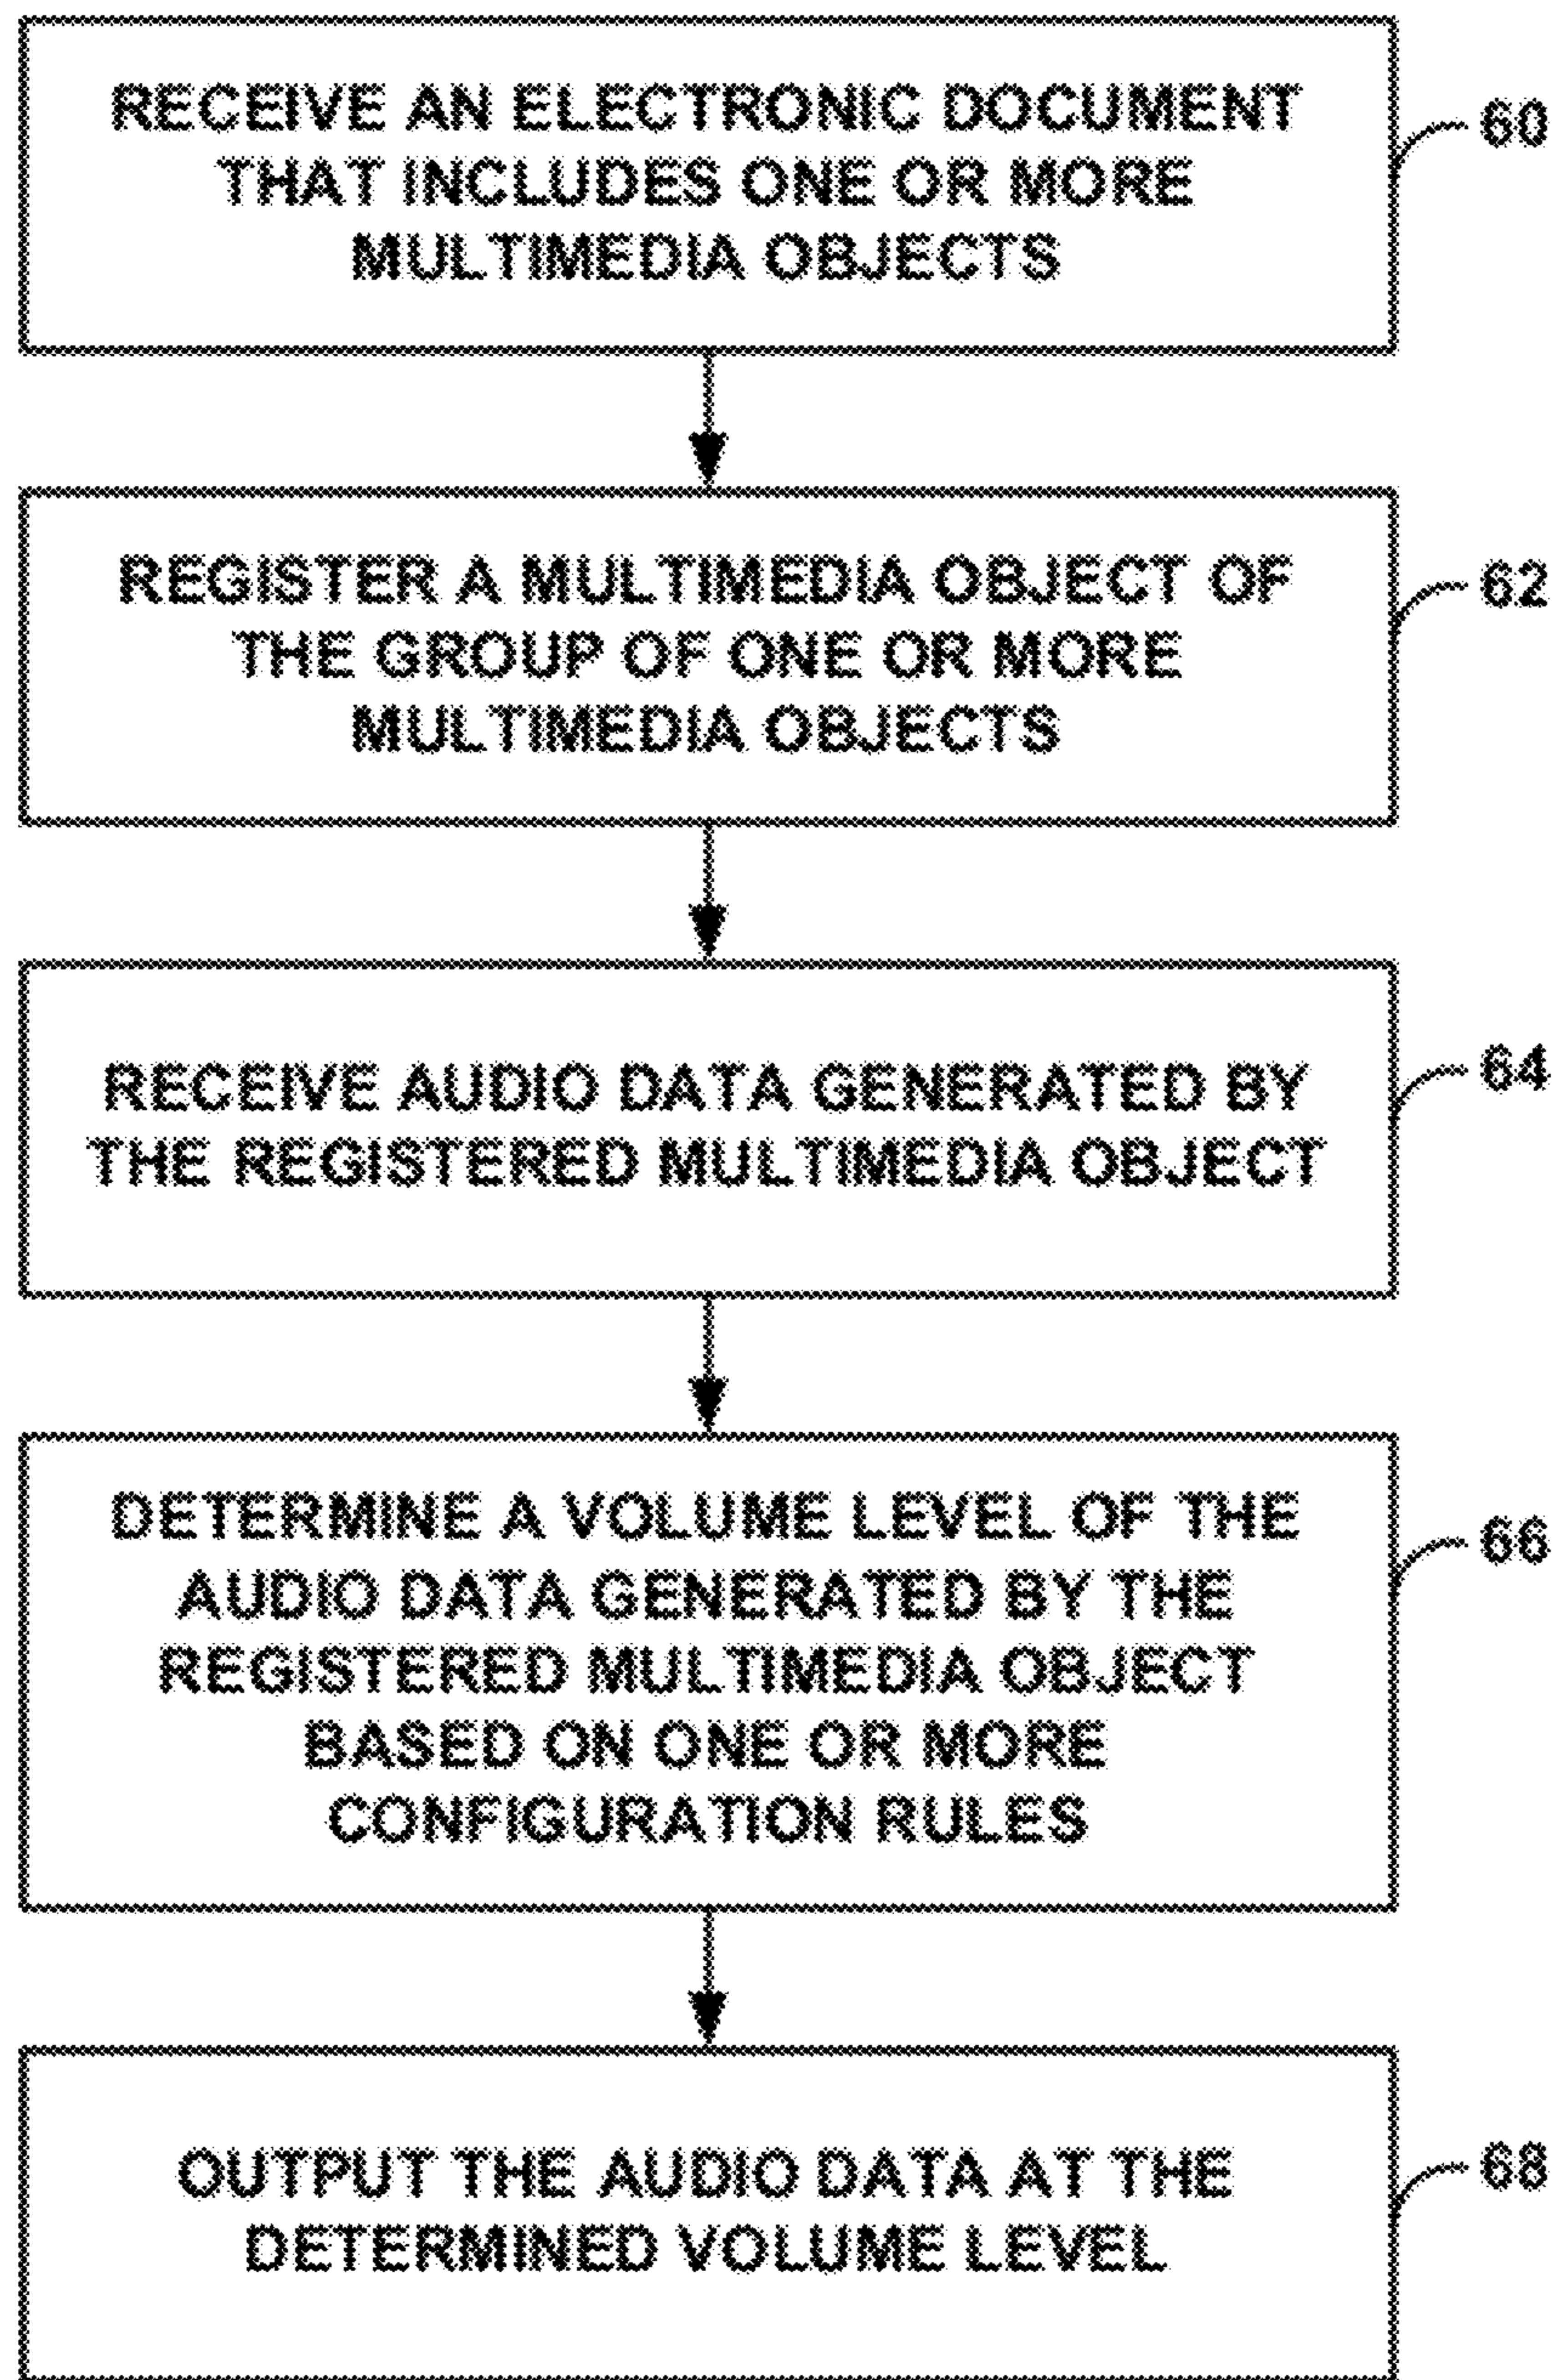 RECEIVE AN ELECTRONIC DOCUMENT
THAT INCLUDES ONE OR MORE
MULTIMEDIA OBJECTS
60
REGISTER A MULTIMEDIA OBJECT OF
THE GROUP OF ONE OR MORE
MULTIMEDIA OBJECTS
62
RECEIVE AUDIO DATA GENERATED BY
THE REGISTERED MULTIMEDIA OBJECT
64
DETERMINE A VOLUME LEVEL OF THE
AUDIO DATA GENERATED BY THE
REGISTERED MULTIMEDIA OBJECT
BASED ON ONE OR MORE
CONFIGURATION RULES
66
OUTPUT THE AUDIO DATA AT THE
DETERMINED VOLUME LEVEL
68